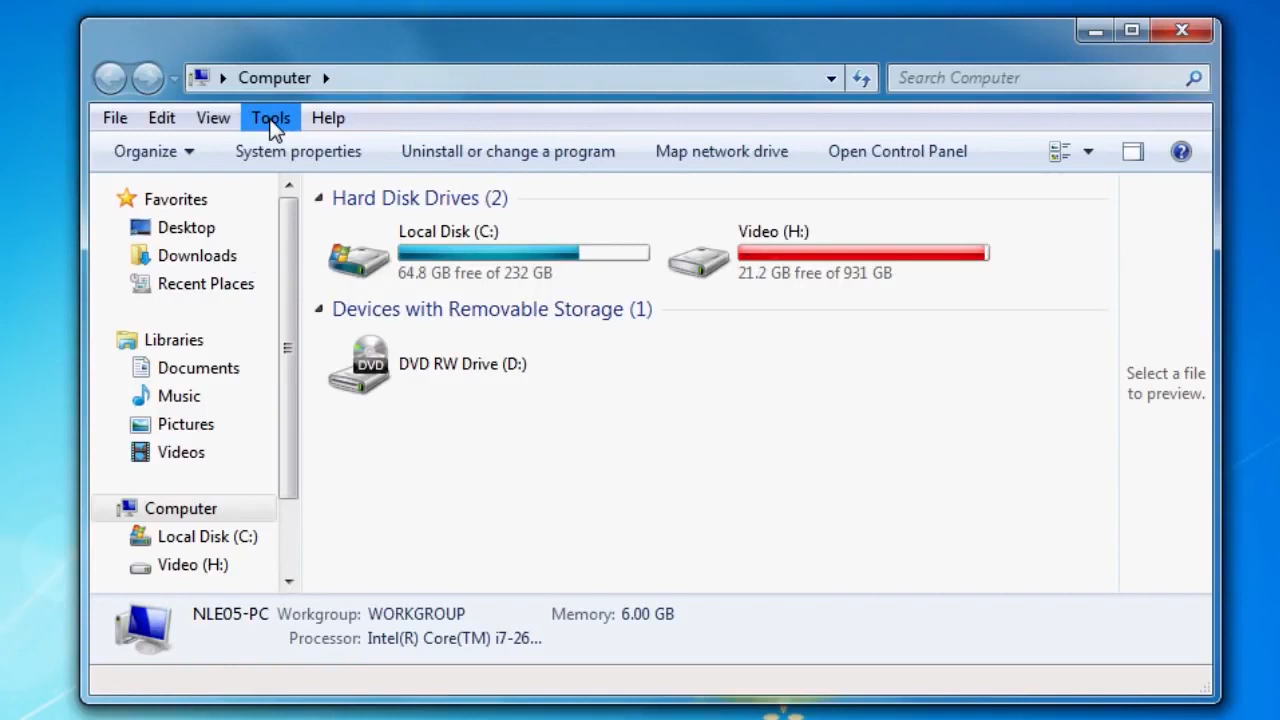 Computer
Search Computer
File Edit View Tools Help
Organize System properties Uninstall or change a program Map network drive Open Control Panel
Favorites
Desktop
Downloads
Recent Places
Libraries
Documents
Music
Pictures
Videos
Computer
Local Disk (C:)
Video (H:)
Hard Disk Drives (2)
Local Disk (C:)
64.8 GB free of 232 GB
Video (H:)
21.2 GB free of 931 GB
Devices with Removable Storage (1)
DVD
DVD RW Drive (D:)
Select a file
to preview.
NLE05-PC Workgroup: WORKGROUP Memory: 6.00 GB
Processor: Intel(R) Core(TM) i7-26...